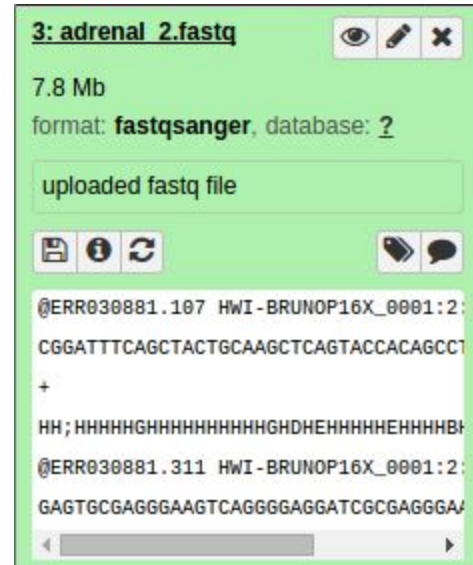 3: adrenal_2.fastq
7.8 Mb
format: fastqsanger, database: ?
uploaded fastq file
@ERR030881.107 HWI-BRUNOP16X_0001:2:
CGGATTTCAGCTACTGCAAGCTCAGTACCACAGCCT
+
HH;HHHHHGHHHHHHHHHHGHDHEHHHHHEHHHHBH
@ERR030881.311 HWI-BRUNOP16X_0001:2:
GAGTGCGAGGGAAGTCAGGGGAGGATCGCGAGGGAA